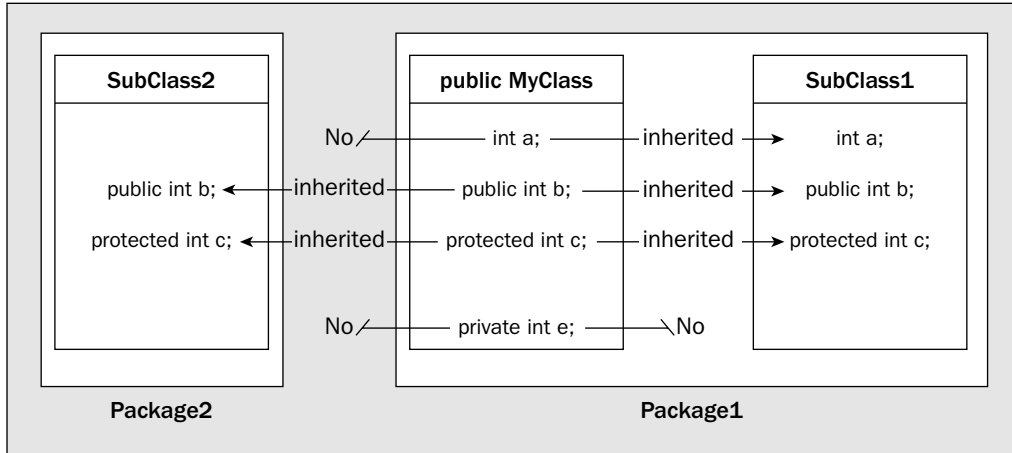 SubClass2 public MyClass SubClass1
No int a; inherited int a;
public int b; inherited public int b; inherited public int b;
protected int c; inherited protected int c; inherited protected int c;
No private int e; No
Package2 Package1